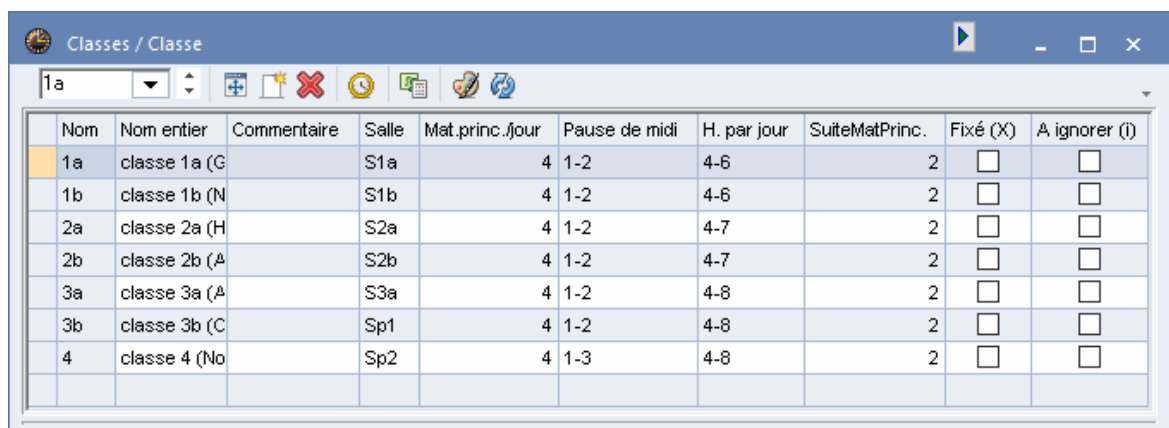 Classes / Classe
1a
Nom Nom entier Commentaire Salle Mat.princ./jour Pause de midi H. par jour SuiteMatPrinc. Fixé (X) A ignorer (i)
1a classe 1a (G S1a 4 1-2 4-6 2
1b classe 1b (N S1b 4 1-2 4-6 2
2a classe 2a (H S2a 4 1-2 4-7 2
2b classe 2b (A S2b 4 1-2 4-7 2
3a classe 3a (A S3a 4 1-2 4-8 2
3b classe 3b (C Sp1 4 1-2 4-8 2
4 classe 4 (No Sp2 4 1-3 4-8 2